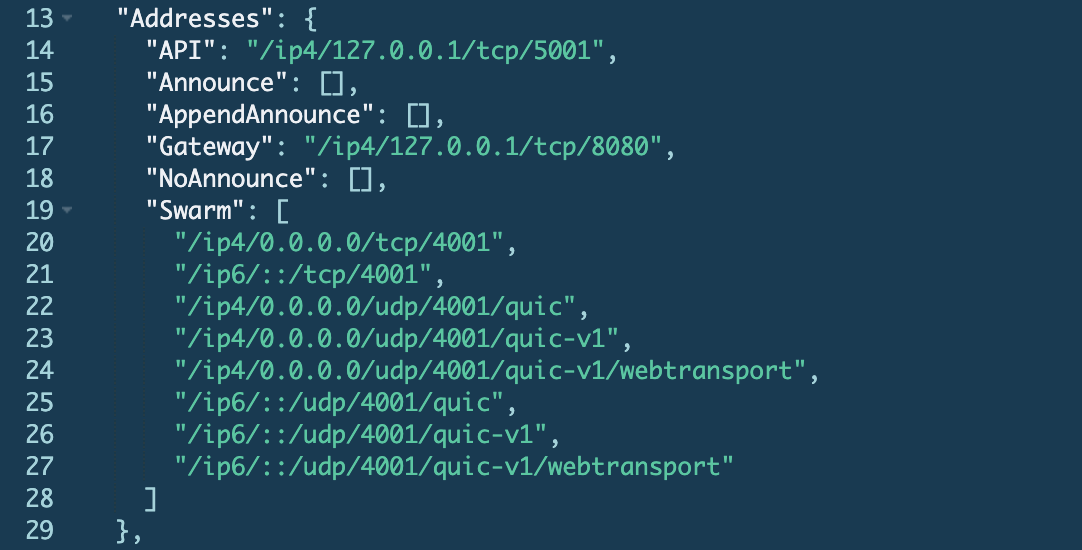 13 "Addresses": {
14 "API": "/ip4/127.0.0.1/tcp/5001",
15 "Announce": [],
16 "AppendAnnounce": [],
17 "Gateway": "/ip4/127.0.0.1/tcp/8080",
18 "NoAnnounce": [],
19 "Swarm": [
20 "/ip4/0.0.0.0/tcp/4001",
21 "/ip6/::/tcp/4001",
22 "/ip4/0.0.0.0/udp/4001/quic",
23 "/ip4/0.0.0.0/udp/4001/quic-v1",
24 "/ip4/0.0.0.0/udp/4001/quic-v1/webtransport",
25 "/ip6/::/udp/4001/quic",
26 "/ip6/::/udp/4001/quic-v1",
27 "/ip6/::/udp/4001/quic-v1/webtransport"
28 ]
29 },